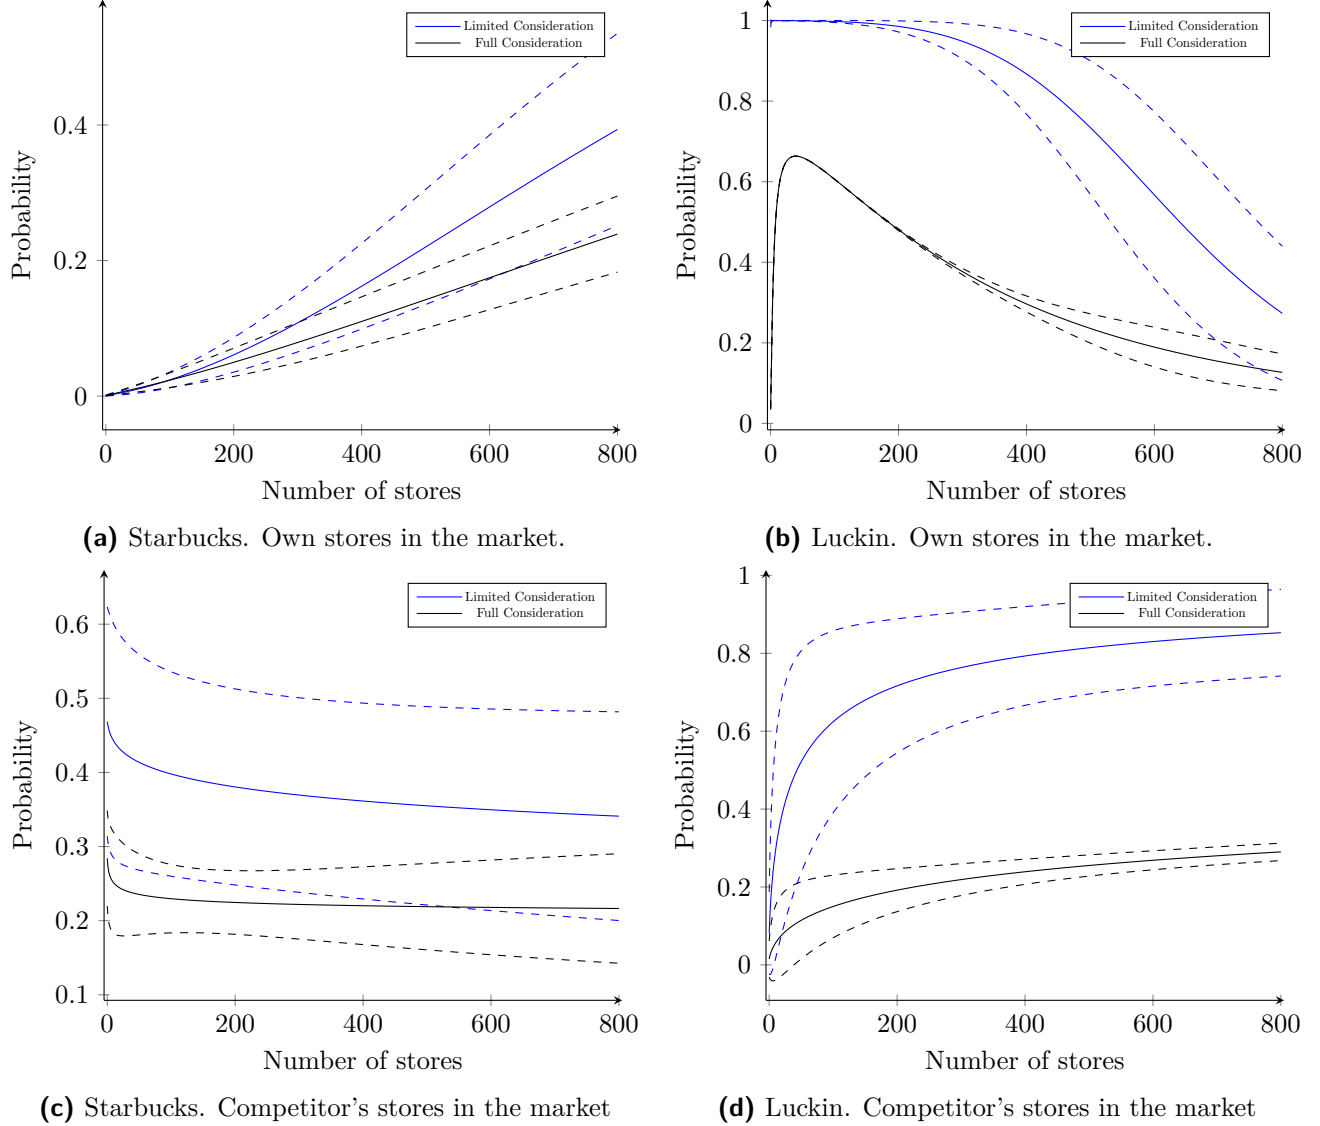 Limited Consideration
Full Consideration
Probability
0.4
0.2
0
0 200 400 600 800
Number of stores
(a) Starbucks. Own stores in the market.
Limited Consideration
Full Consideration
Probability
1
0.8
0.6
0.4
0.2
0
0 200 400 600 800
Number of stores
(b) Luckin. Own stores in the market.
Limited Consideration
Full Consideration
Probability
0.6
0.5
0.4
0.3
0.2
0.1
0 200 400 600 800
Number of stores
(c) Starbucks. Competitor's stores in the market
Limited Consideration
Full Consideration
Probability
1
0.8
0.6
0.4
0.2
0
0 200 400 600 800
Number of stores
(d) Luckin. Competitor's stores in the market